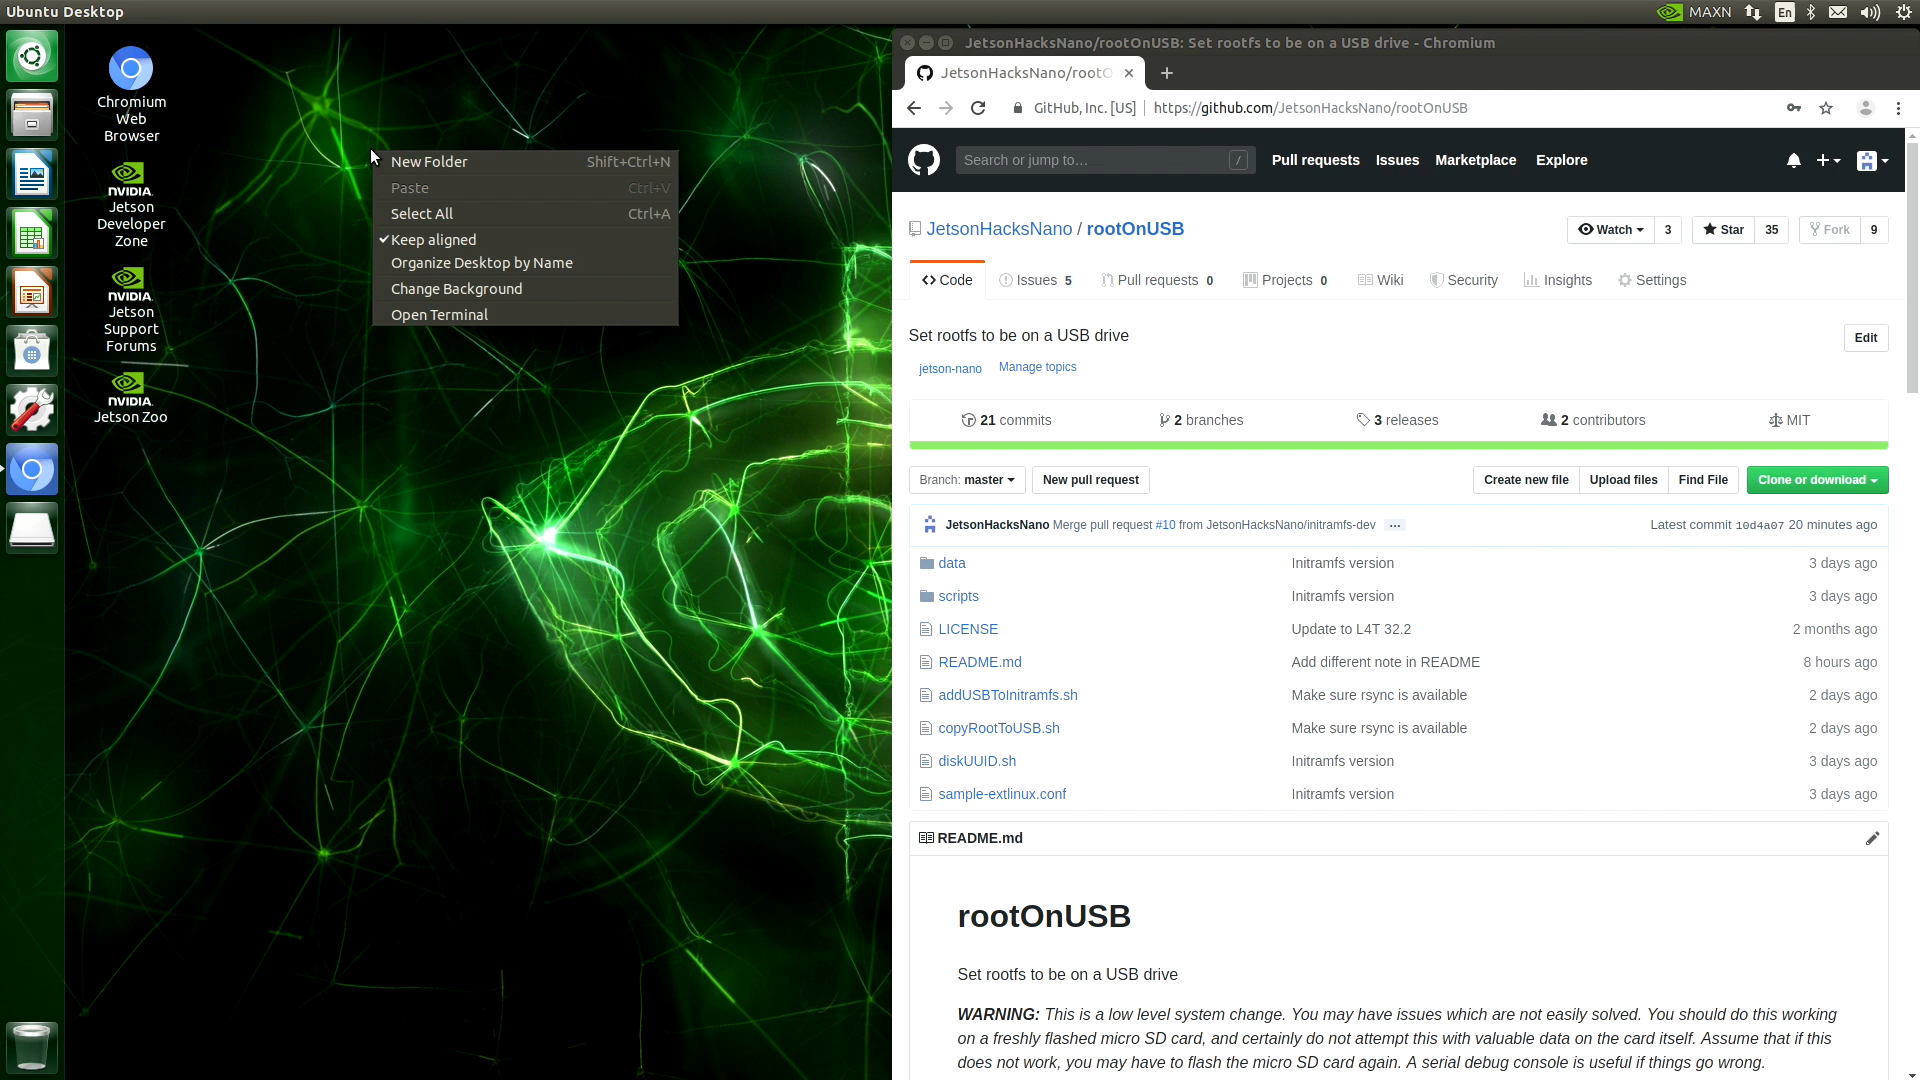 Ubuntu Desktop
MAXN
En
Chromium
Web
Browser
NVIDIA.
Jetson
Developer
Zone
NVIDIA.
Jetson
Support
Forums
NVIDIA.
Jetson Zoo
New Folder Shift+Ctrl+N
Paste Ctrl+V
Select All Ctrl+A
Keep aligned
Organize Desktop by Name
Change Background
Open Terminal
JetsonHacksNano/rootOnUSB: Set rootfs to be on a USB drive - Chromium
JetsonHacksNano/rootO
GitHub, Inc. [US] https://github.com/JetsonHacksNano/rootOnUSB
Search or jump to… / Pull requests Issues Marketplace Explore
JetsonHacksNano / rootOnUSB Watch 3 Star 35 Fork 9
Code Issues 5 Pull requests 0 Projects 0 Wiki Security Insights Settings
Set rootfs to be on a USB drive Edit
jetson-nano Manage topics
21 commits 2 branches 3 releases 2 contributors MIT
Branch: master New pull request Create new file Upload files Find File Clone or download
JetsonHacksNano Merge pull request #10 from JetsonHacksNano/initramfs-dev … Latest commit 10d4a07 20 minutes ago
data Initramfs version 3 days ago
scripts Initramfs version 3 days ago
LICENSE Update to L4T 32.2 2 months ago
README.md Add different note in README 8 hours ago
addUSBToInitramfs.sh Make sure rsync is available 2 days ago
copyRootToUSB.sh Make sure rsync is available 2 days ago
diskUUID.sh Initramfs version 3 days ago
sample-extlinux.conf Initramfs version 3 days ago
README.md
rootOnUSB
Set rootfs to be on a USB drive
WARNING: This is a low level system change. You may have issues which are not easily solved. You should do this working
on a freshly flashed micro SD card, and certainly do not attempt this with valuable data on the card itself. Assume that if this
does not work, you may have to flash the micro SD card again. A serial debug console is useful if things go wrong.